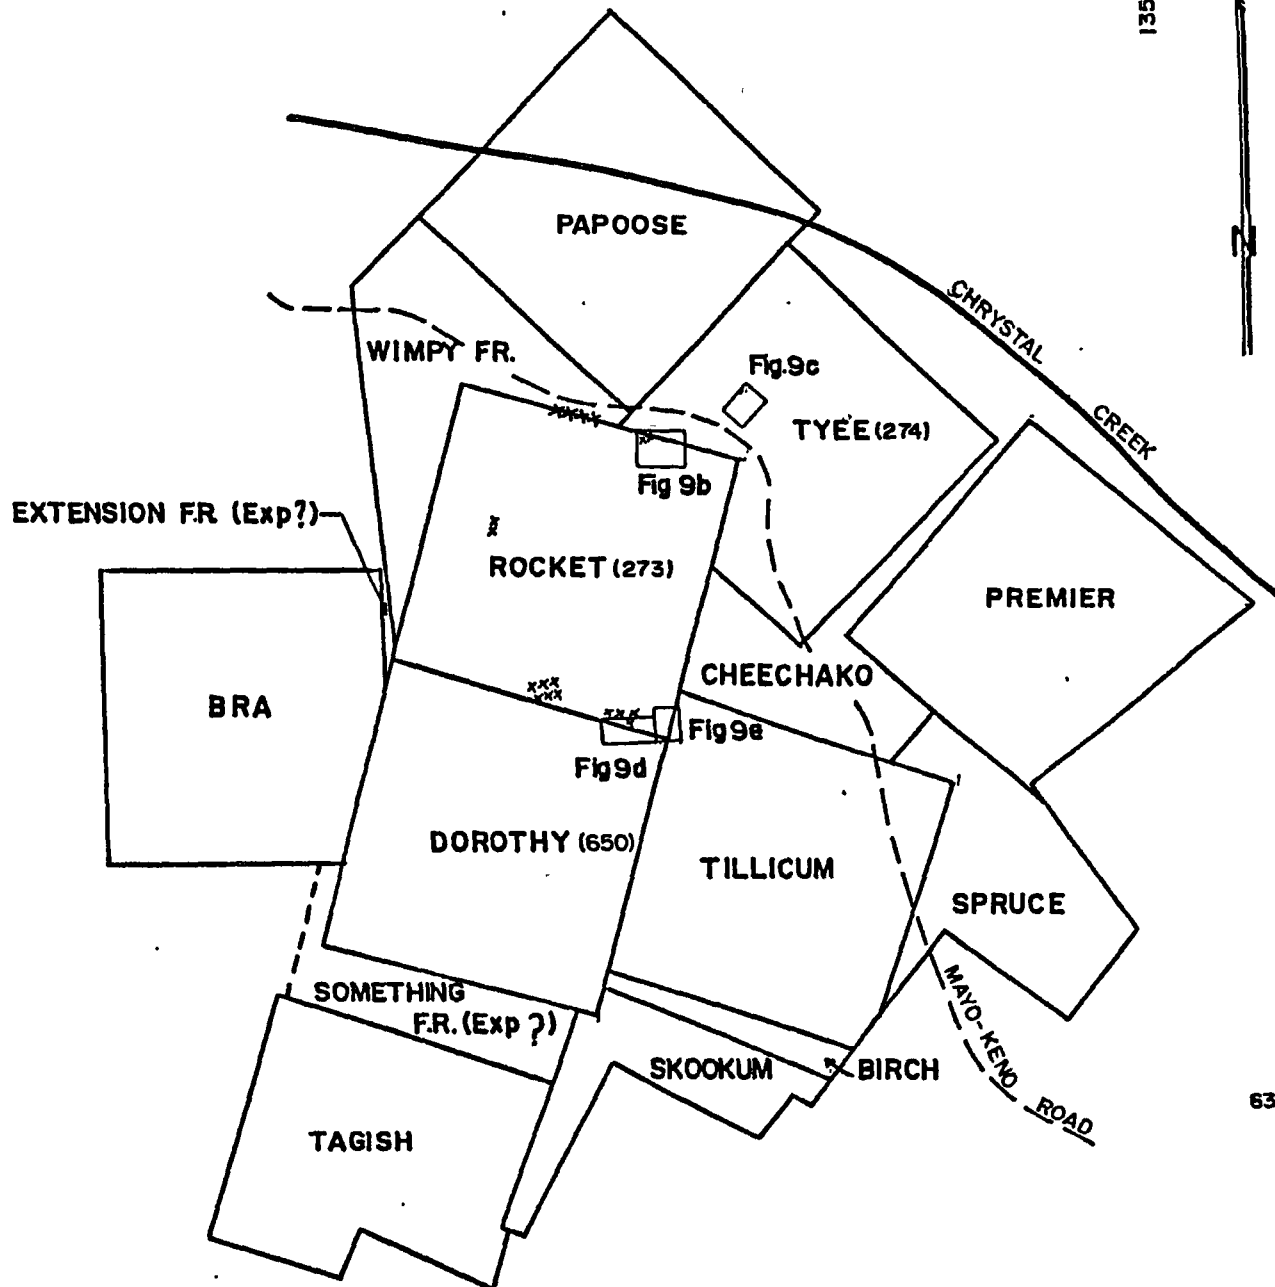 135
N
PAPOOSE
CHRYSTAL
CREEK
WIMPY FR.
Fig.9c
TYEE (274)
Fig 9b
EXTENSION F.R. (Exp?)
ROCKET (273)
PREMIER
BRA
CHEECHAKO
Fig 9e
Fig 9d
DOROTHY (650)
TILLICUM
SPRUCE
SOMETHING
F.R. (Exp ?)
MAYO-KENO
ROAD
SKOOKUM
BIRCH
63
TAGISH